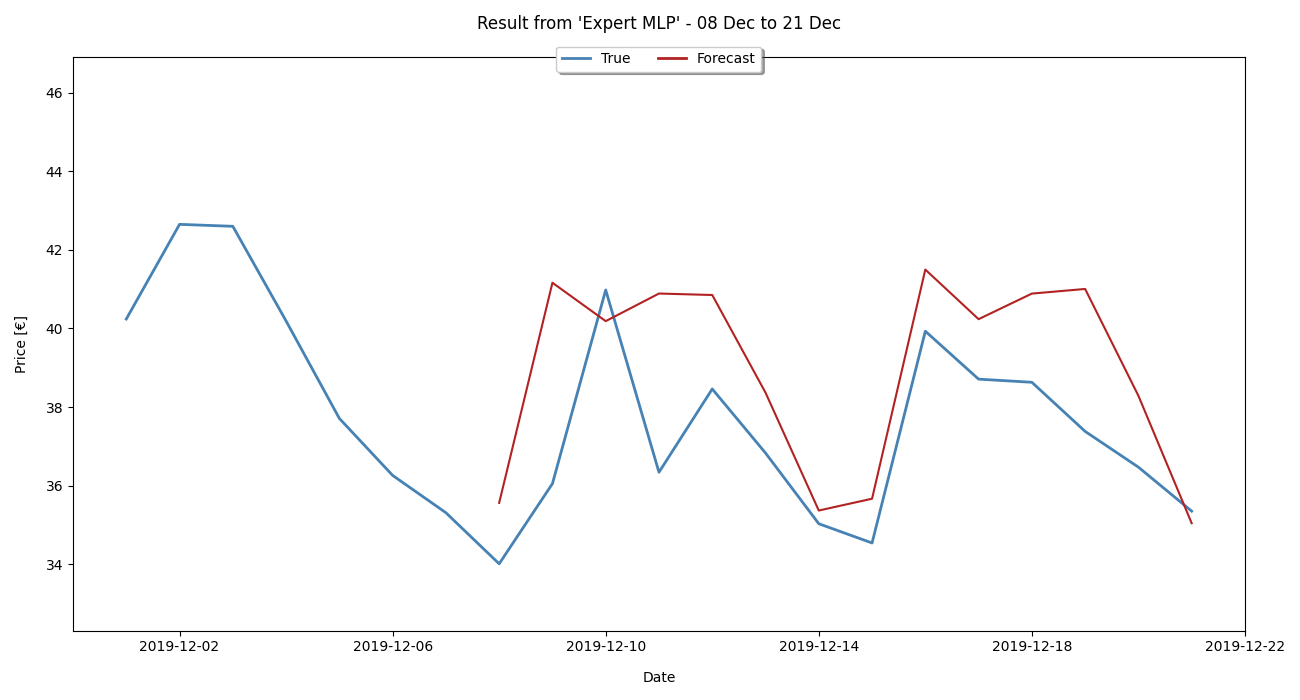 Result from 'Expert MLP' - 08 Dec to 21 Dec
True Forecast
46
44
42
40
38
36
34
Price [€]
2019-12-02 2019-12-06 2019-12-10 2019-12-14 2019-12-18 2019-12-22
Date